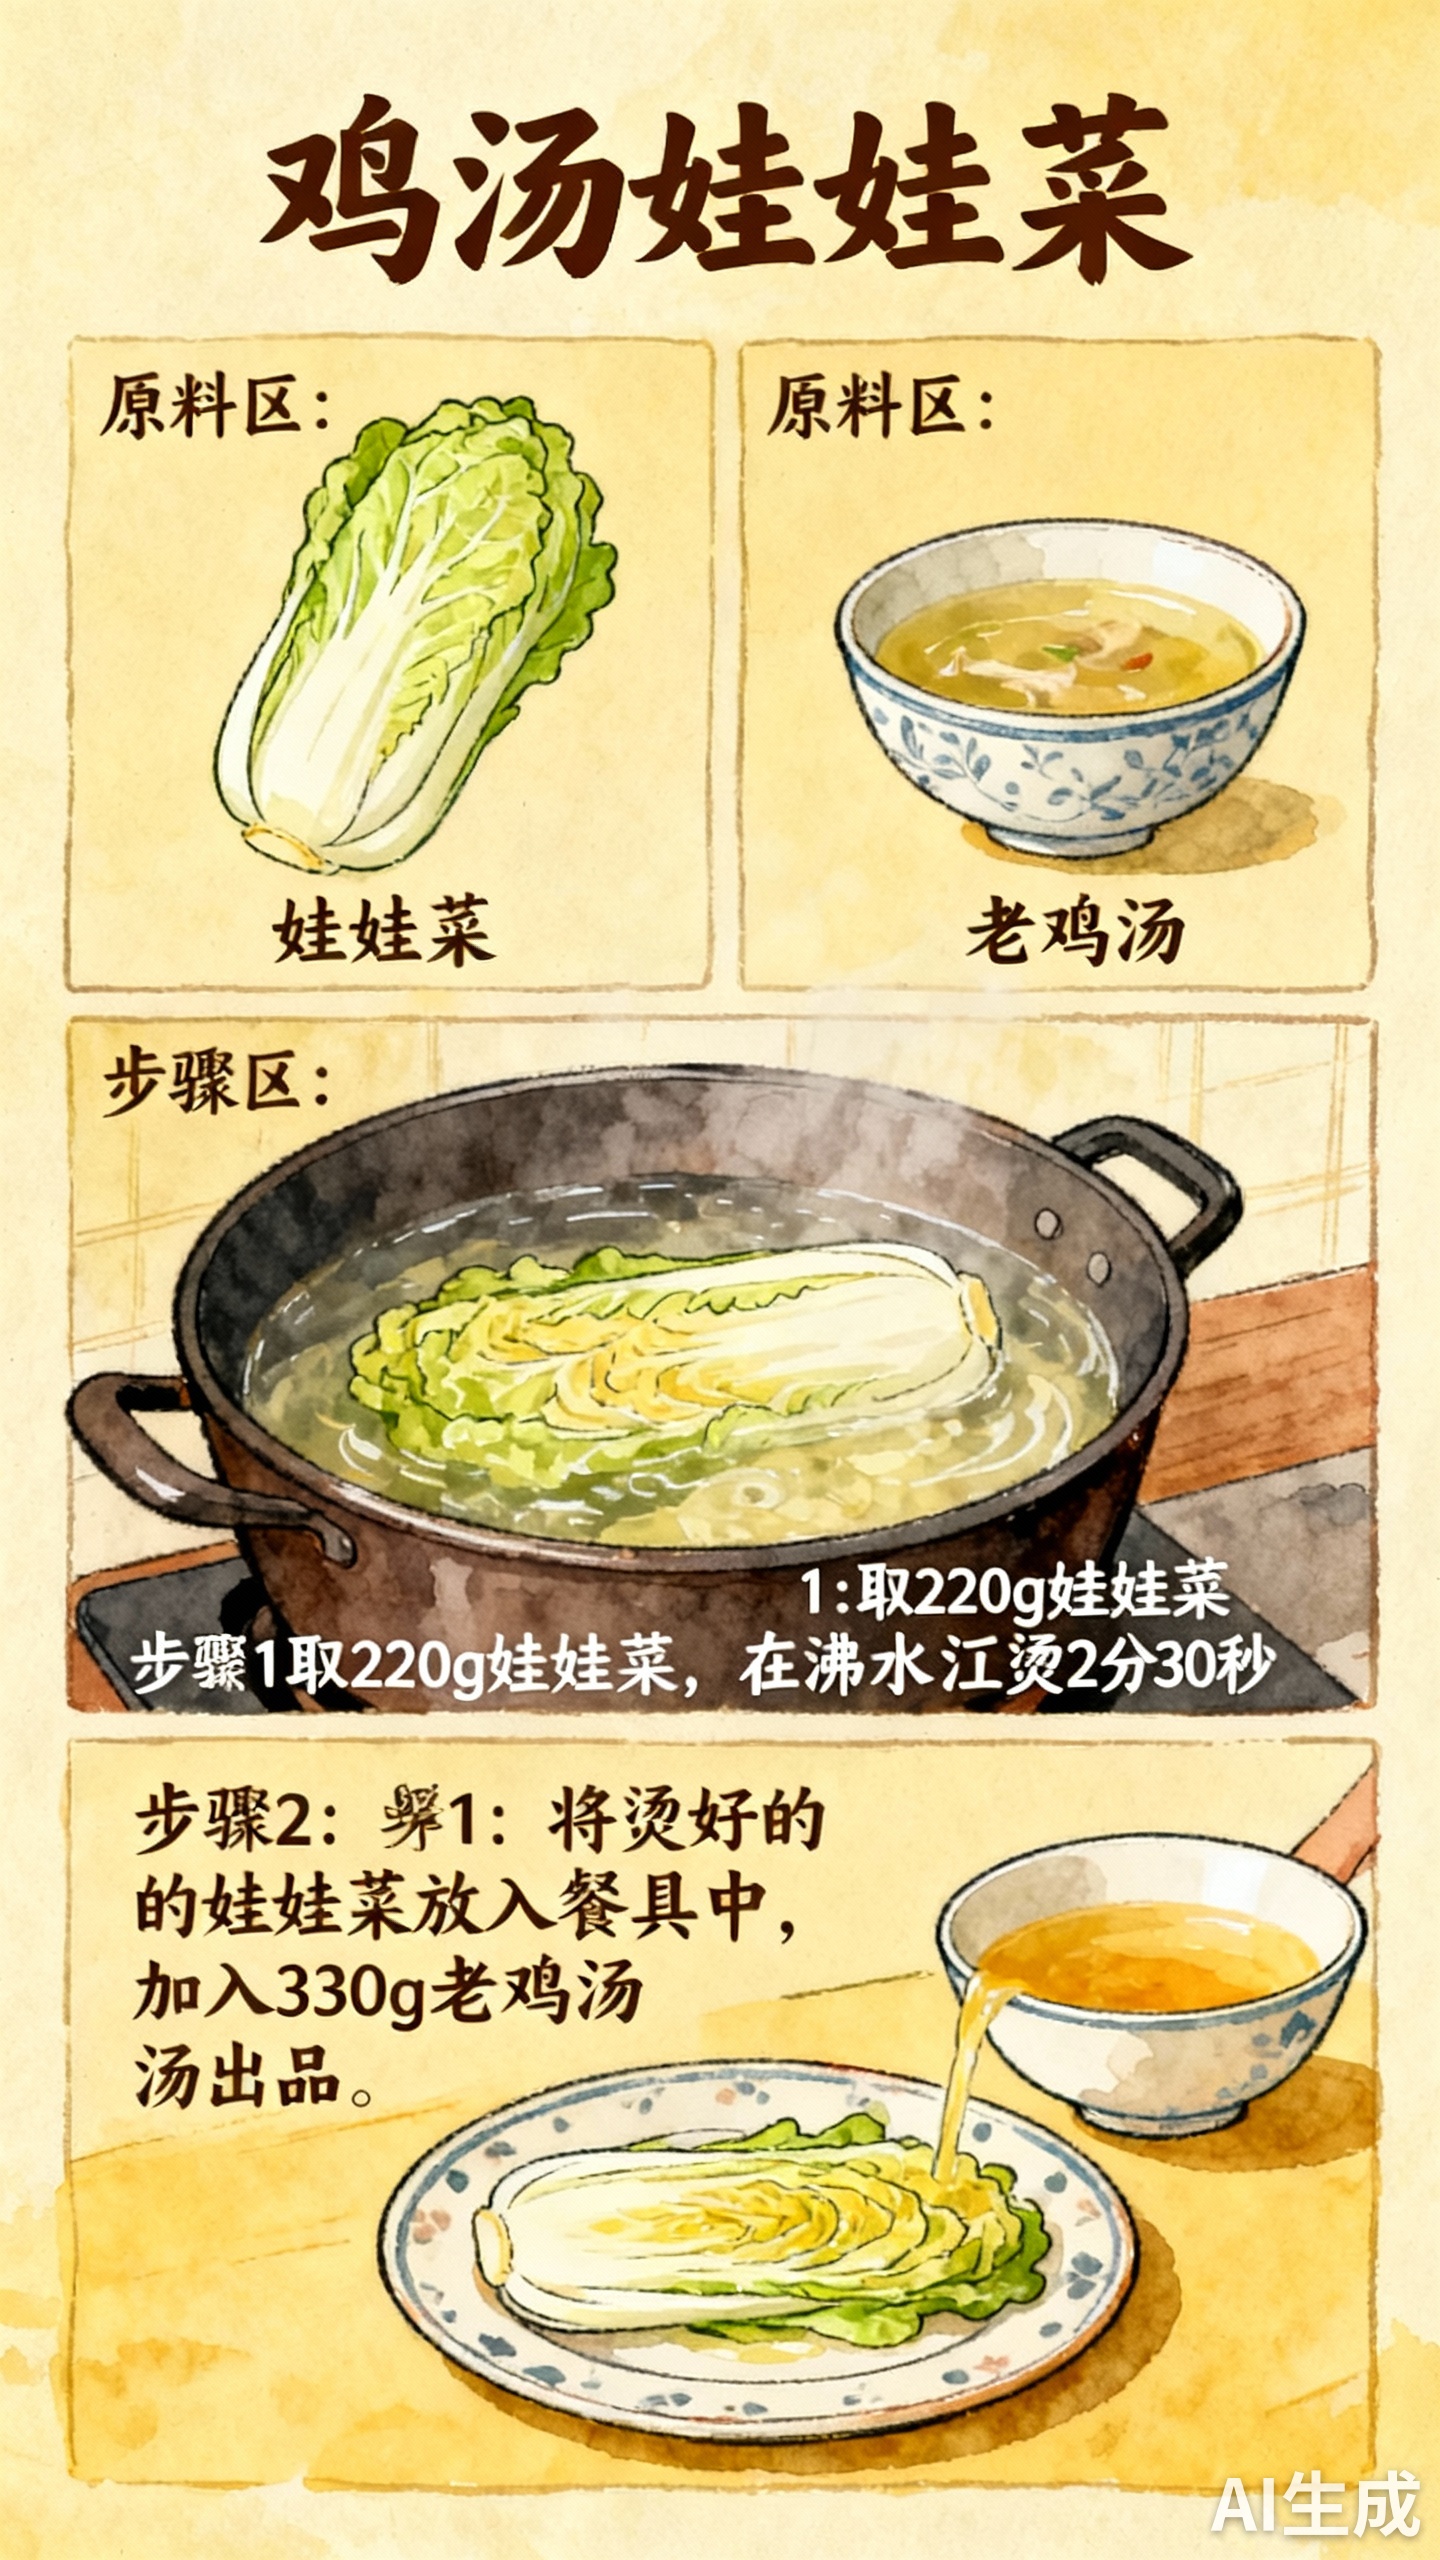 鸡汤娃娃菜
原料区：
娃娃菜
原料区：
老鸡汤
步骤区：
1:取220g娃娃菜
步骤1取220g娃娃菜，在沸水江烫2分30秒
步骤2： 1：将烫好的
的娃娃菜放入餐具中，
加入330g老鸡汤
汤出品。
AI生成